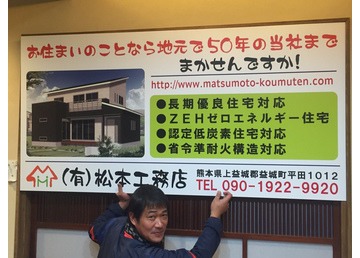 お住まいのことなら地元で50年の当社まで
まかせんですか!
http://www.matsumoto-koumuten.com
●長期優良住宅対応
●ZEHゼロエネルギー住宅
●認定低炭素住宅対応
●省令準耐火構造対応
(有)松本工務店
熊本県上益城郡益城町平田1012
TEL 090-1922-9920